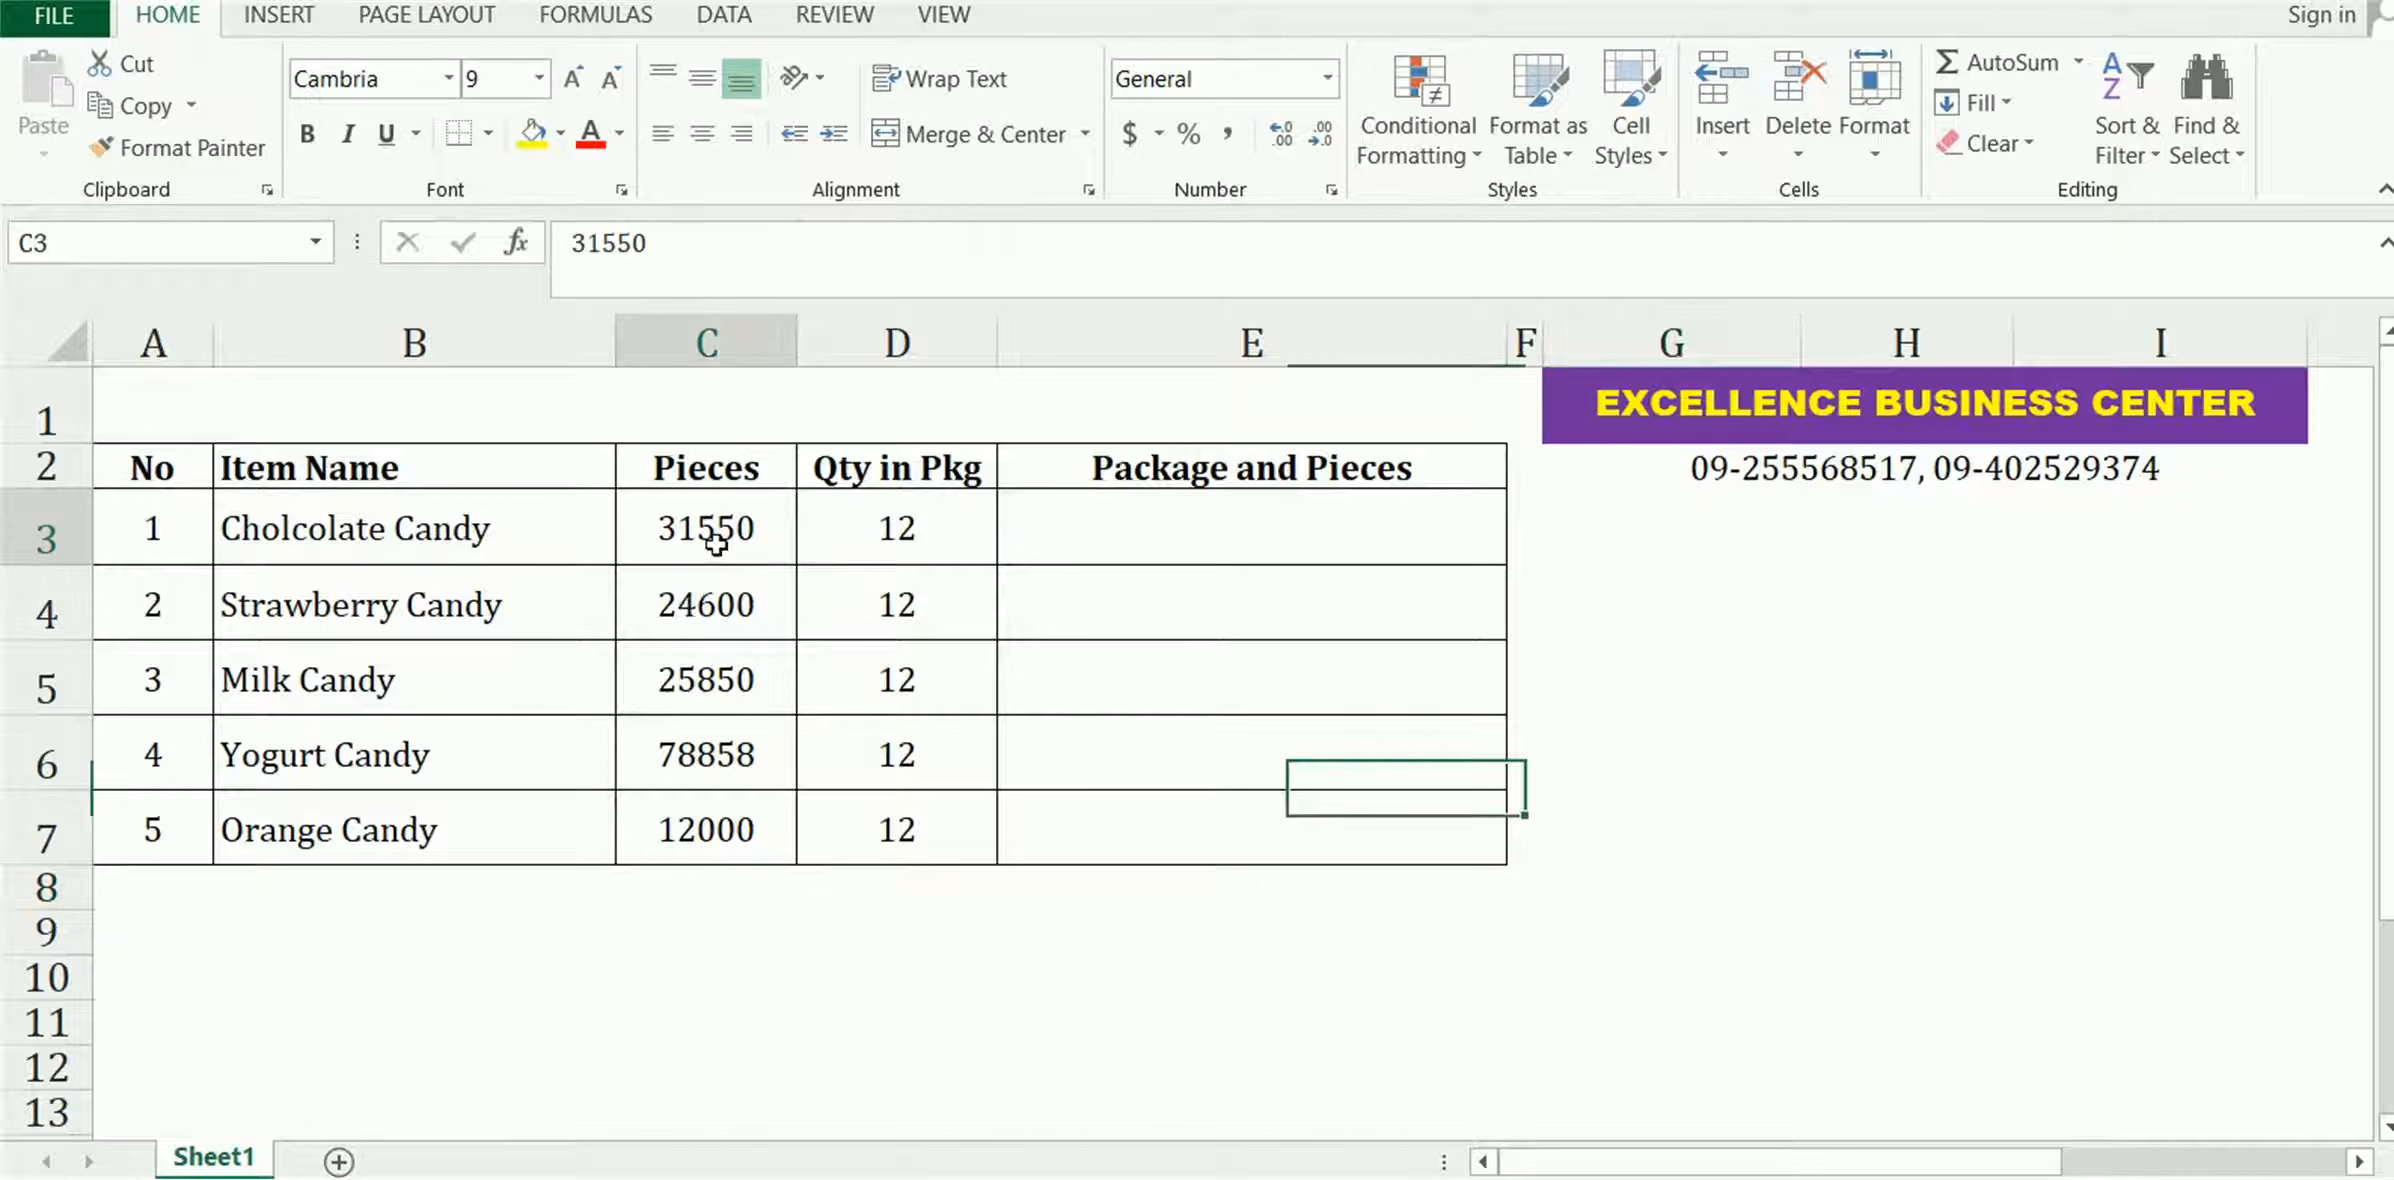 FILE HOME INSERT PAGE LAYOUT FORMULAS DATA REVIEW VIEW Sign in
Paste Cut Copy Format Painter Clipboard
Cambria 9 A A B I U A Font
Wrap Text Merge & Center Alignment
General $ % , Number
Conditional Formatting Format as Table Cell Styles Styles
Insert Delete Format Cells
AutoSum Fill Clear Sort & Filter Find & Select Editing
C3 fx 31550
A B C D E F G H I
1 EXCELLENCE BUSINESS CENTER
2 No Item Name Pieces Qty in Pkg Package and Pieces 09-255568517, 09-402529374
3 1 Cholcolate Candy 31550 12
4 2 Strawberry Candy 24600 12
5 3 Milk Candy 25850 12
6 4 Yogurt Candy 78858 12
7 5 Orange Candy 12000 12
8
9
10
11
12
13
Sheet1